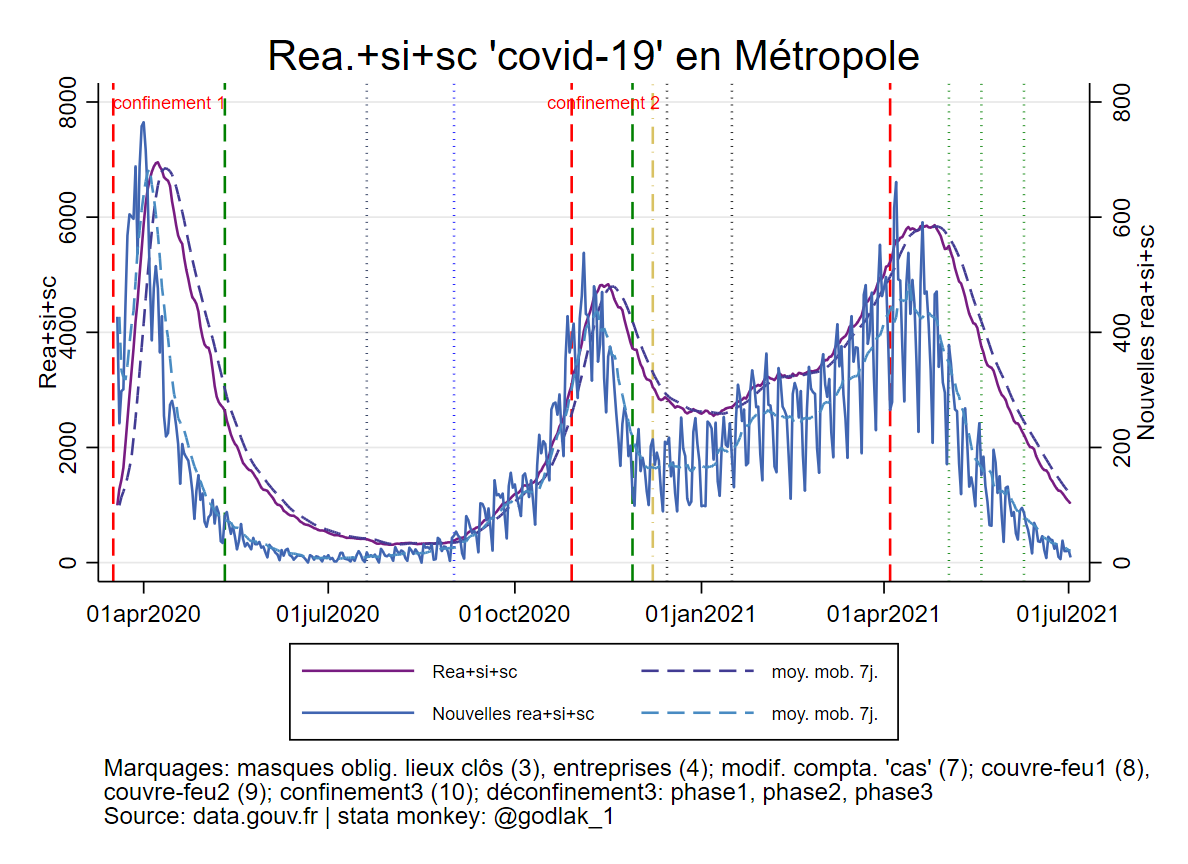 Rea.+si+sc 'covid-19' en Métropole
confinement 1
confinement 2
8000
6000
4000
2000
0
Rea+si+sc
800
600
400
200
0
Nouvelles rea+si+sc
01apr2020
01jul2020
01oct2020
01jan2021
01apr2021
01jul2021
Rea+si+sc
moy. mob. 7j.
Nouvelles rea+si+sc
moy. mob. 7j.
Marquages: masques oblig. lieux clôs (3), entreprises (4); modif. compta. 'cas' (7); couvre-feu1 (8),
couvre-feu2 (9); confinement3 (10); déconfinement3: phase1, phase2, phase3
Source: data.gouv.fr | stata monkey: @godlak_1